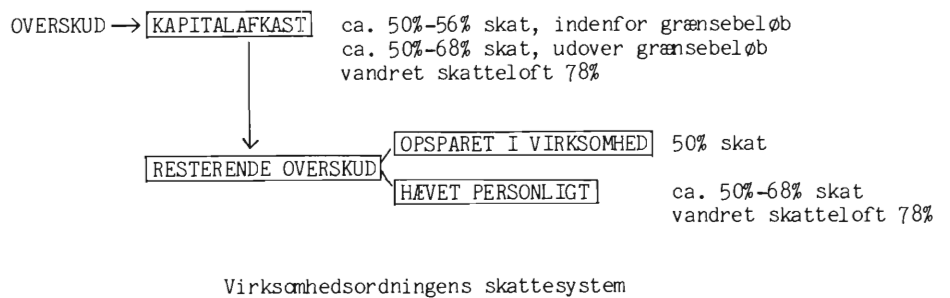 OVERSKUD → KAPITALAFKAST ca. 50%-56% skat, indenfor grænsebeløb
ca. 50%-68% skat, udover grænsebeløb
vandret skatteloft 78%
OPSPARET I VIRKSOMHED 50% skat
RESTERENDE OVERSKUD
HÆVET PERSONLIGT ca. 50%-68% skat
vandret skatteloft 78%
Virksomhedsordningens skattesystem